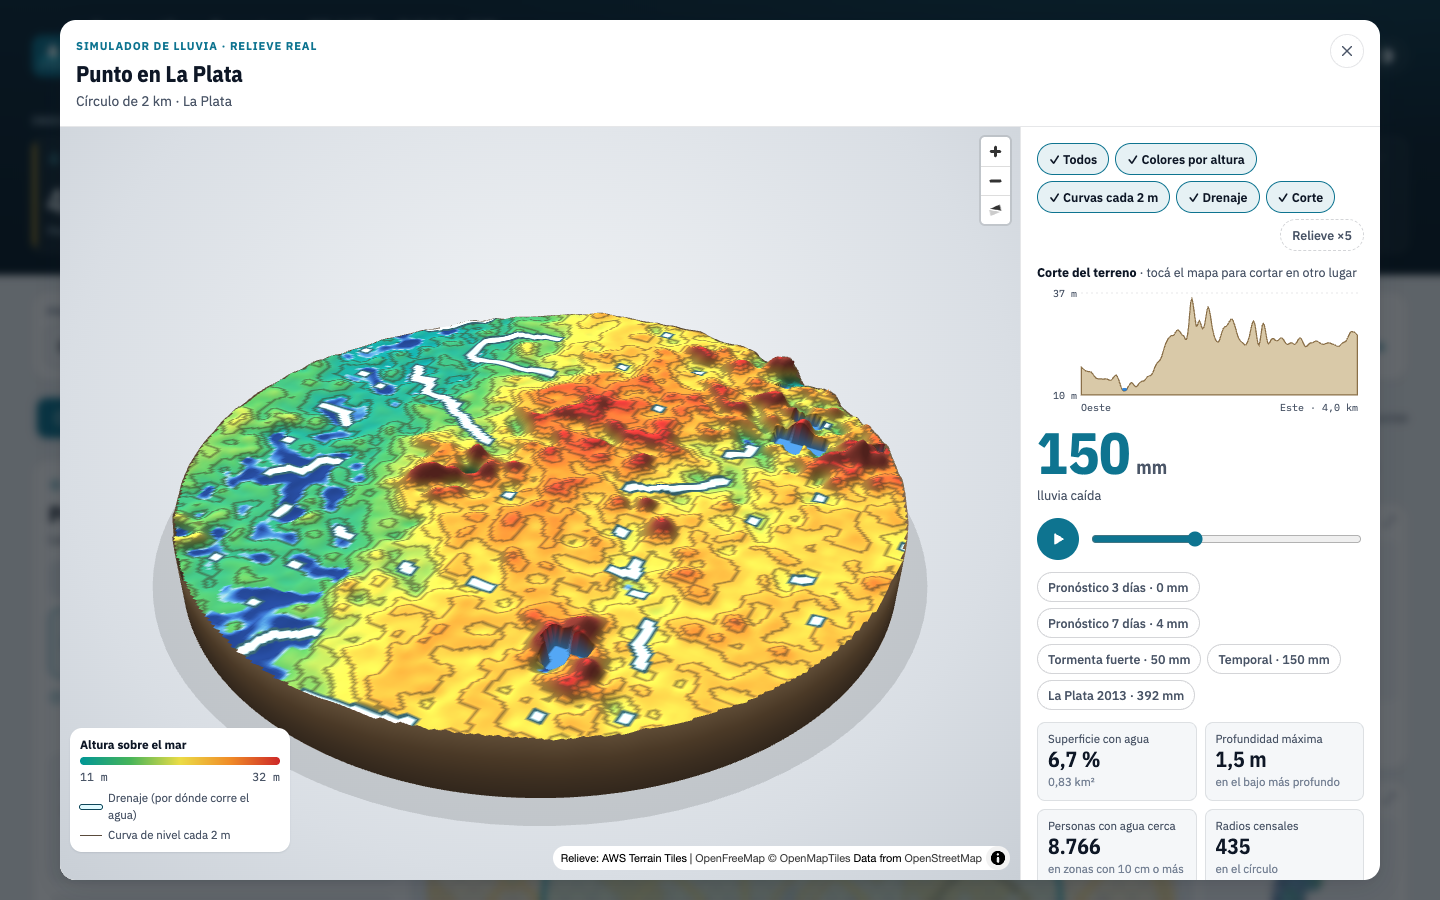 SIMULADOR DE LLUVIA · RELIEVE REAL
Punto en La Plata
Círculo de 2 km · La Plata
✓ Todos
✓ Colores por altura
✓ Curvas cada 2 m
✓ Drenaje
✓ Corte
Relieve ×5
Corte del terreno · tocá el mapa para cortar en otro lugar
37 m
10 m
Oeste
Este · 4,0 km
150 mm
lluvia caída
Pronóstico 3 días · 0 mm
Pronóstico 7 días · 4 mm
Tormenta fuerte · 50 mm
Temporal · 150 mm
La Plata 2013 · 392 mm
Superficie con agua
6,7 %
0,83 km²
Profundidad máxima
1,5 m
en el bajo más profundo
Personas con agua cerca
8.766
en zonas con 10 cm o más
Radios censales
435
en el círculo
Altura sobre el mar
11 m
32 m
Drenaje (por dónde corre el
agua)
Curva de nivel cada 2 m
Relieve: AWS Terrain Tiles | OpenFreeMap © OpenMapTiles Data from OpenStreetMap